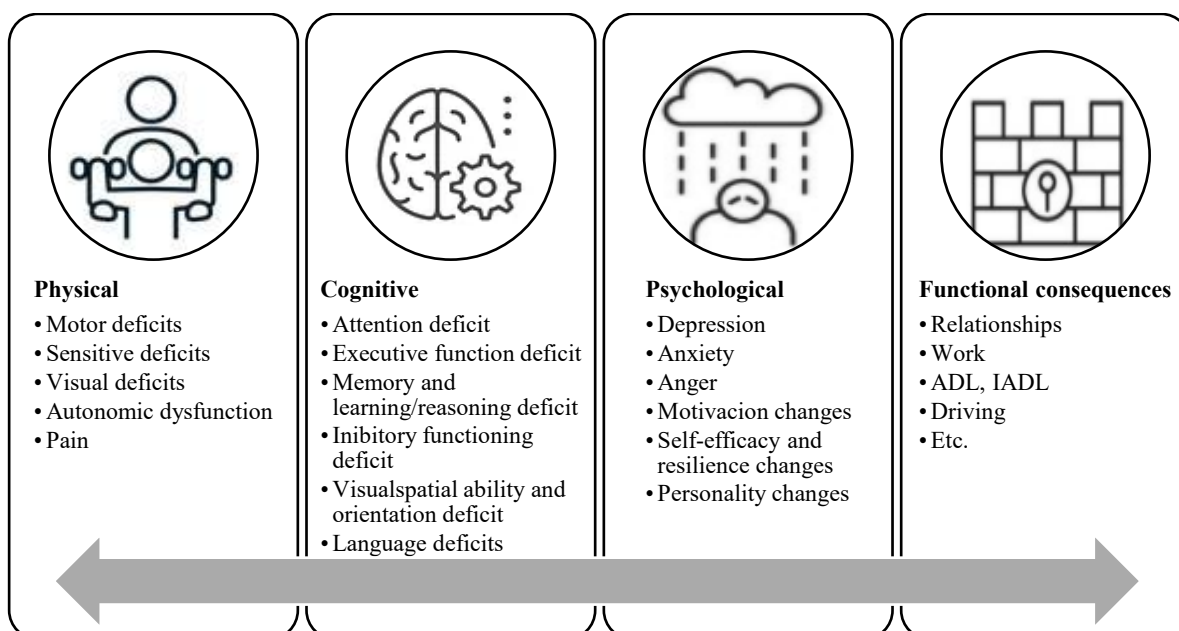 Physical
• Motor deficits
• Sensitive deficits
• Visual deficits
• Autonomic dysfunction
• Pain
Cognitive
• Attention deficit
• Executive function deficit
• Memory and
learning/reasoning deficit
• Inibitory functioning
deficit
• Visualspatial ability and
orientation deficit
• Language deficits
Psychological
• Depression
• Anxiety
• Anger
• Motivacion changes
• Self-efficacy and
resilience changes
• Personality changes
Functional consequences
• Relationships
• Work
• ADL, IADL
• Driving
• Etc.